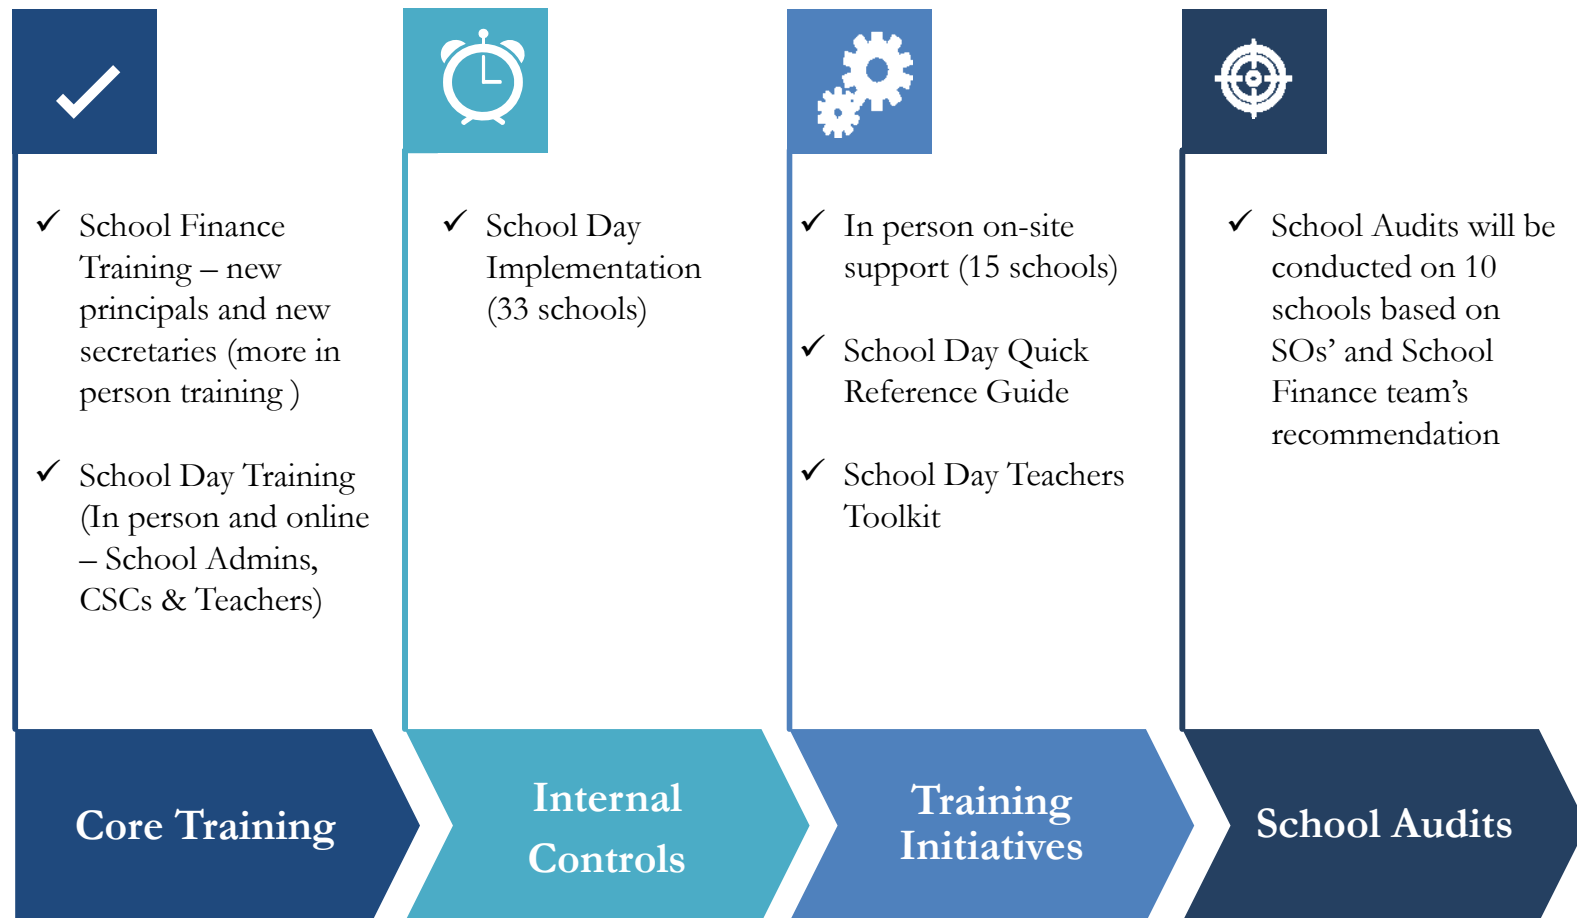 ✓ School Finance
Training – new
principals and new
secretaries (more in
person training )
✓ School Day Training
(In person and online
– School Admins,
CSCs & Teachers)
Core Training
✓ School Day
Implementation
(33 schools)
Internal
Controls
✓ In person on-site
support (15 schools)
✓ School Day Quick
Reference Guide
✓ School Day Teachers
Toolkit
Training
Initiatives
✓ School Audits will be
conducted on 10
schools based on
SOs’ and School
Finance team’s
recommendation
School Audits